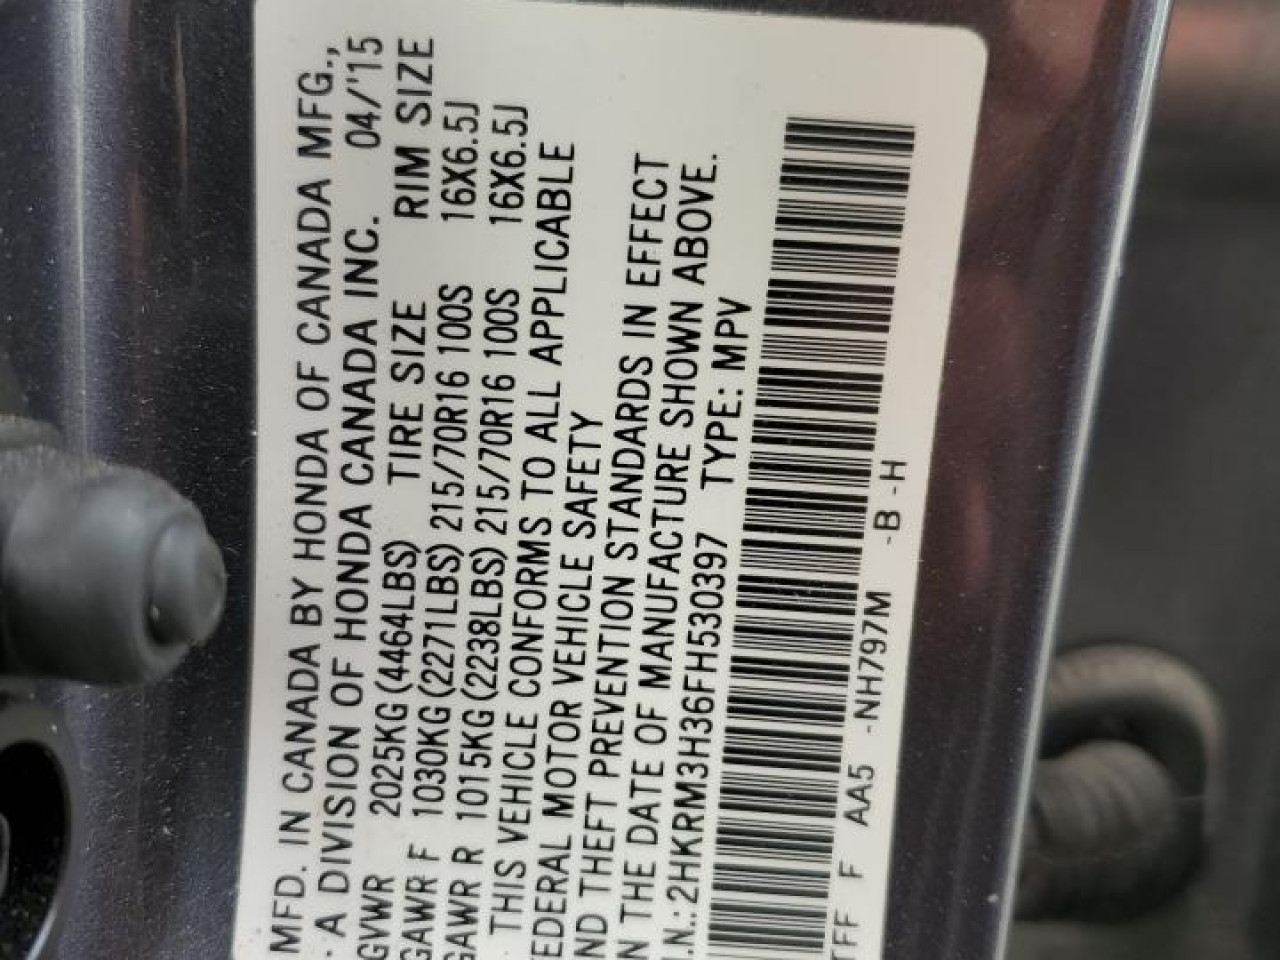 MFD. IN CANADA BY HONDA OF CANADA MFG.,
A DIVISION OF HONDA CANADA INC. 04/'15
GVWR 2025KG (4464LBS) TIRE SIZE RIM SIZE
GAWR F 1030KG (2271LBS) 215/70R16 100S 16X6.5J
GAWR R 1015KG (2238LBS) 215/70R16 100S 16X6.5J
THIS VEHICLE CONFORMS TO ALL APPLICABLE
FEDERAL MOTOR VEHICLE SAFETY
ND THEFT PREVENTION STANDARDS IN EFFECT
N THE DATE OF MANUFACTURE SHOWN ABOVE.
I.N.: 2HKRM3H36FH530397 TYPE: MPV
TFF F AA5 -NH797M -B -H